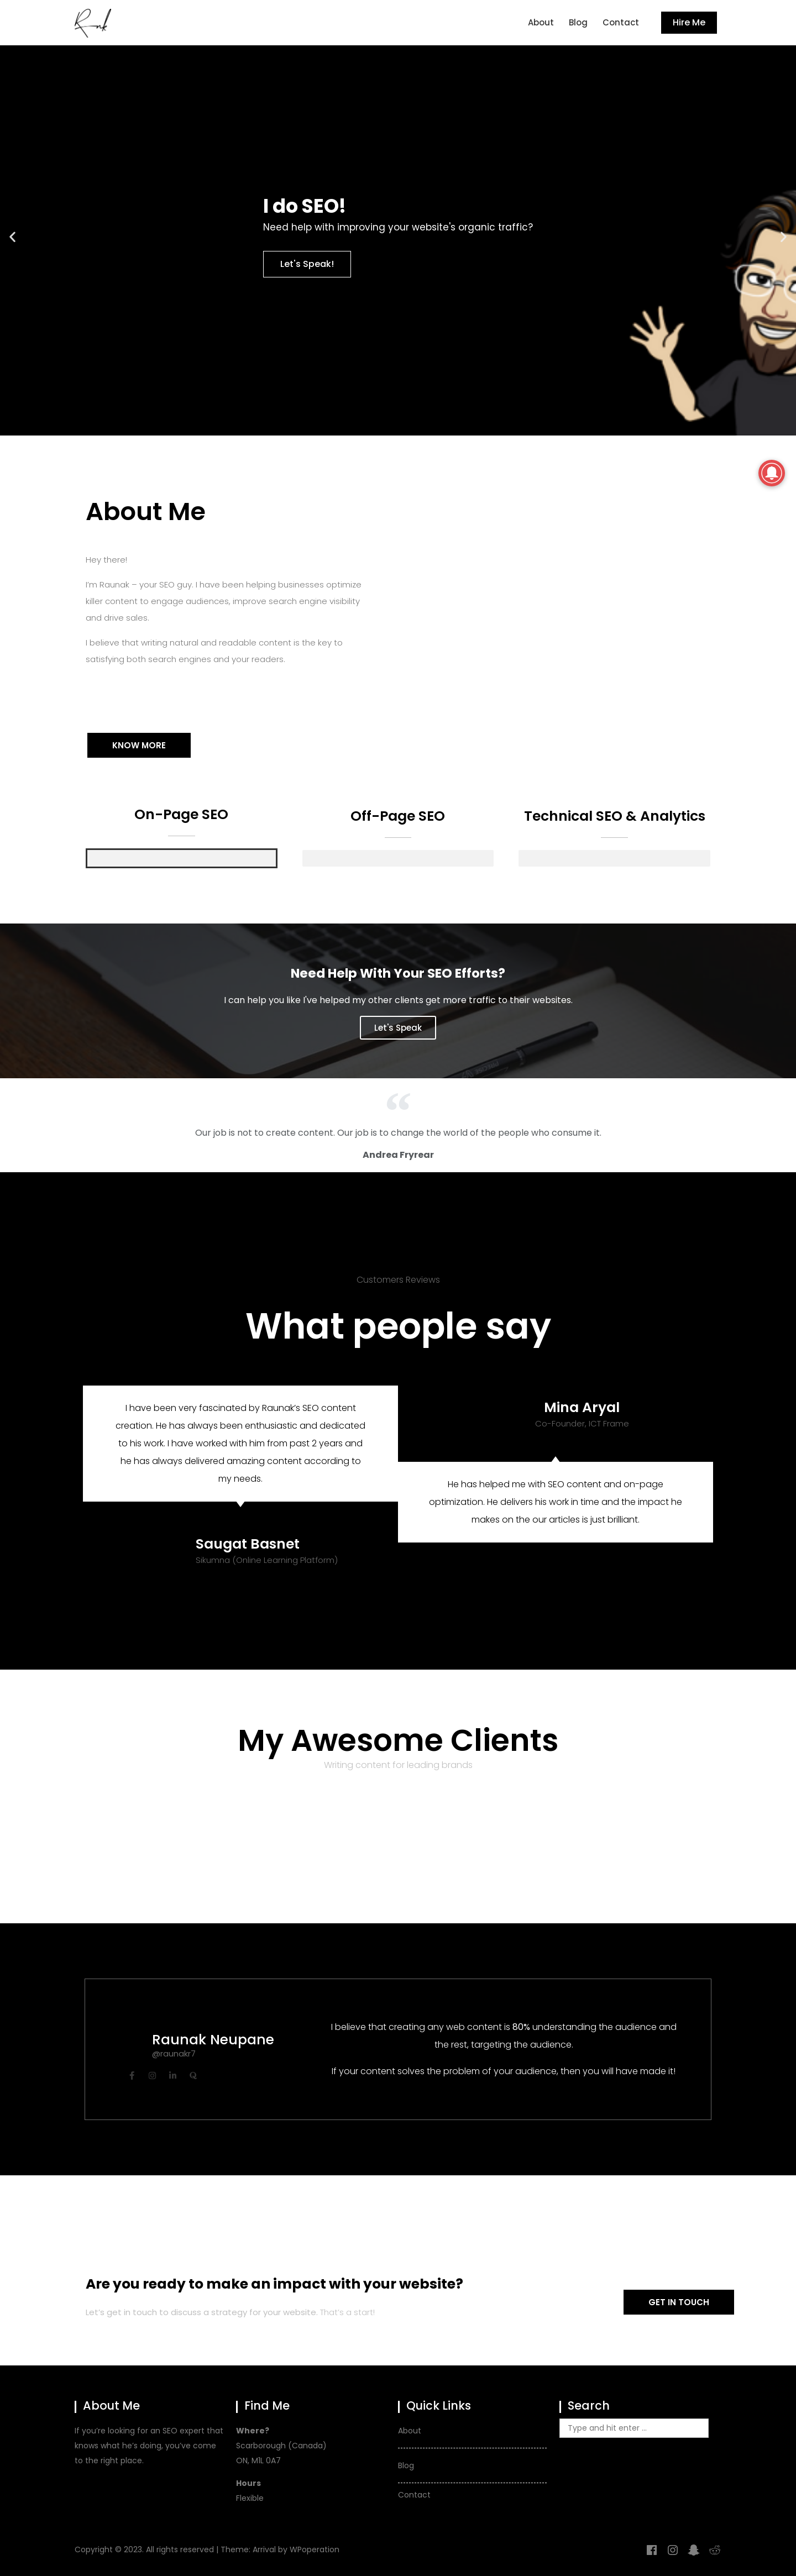 About Blog Contact Hire Me
I do SEO!
Need help with improving your website's organic traffic?
Let's Speak!
About Me
Hey there!
I'm Raunak – your SEO guy. I have been helping businesses optimize
killer content to engage audiences, improve search engine visibility
and drive sales.
I believe that writing natural and readable content is the key to
satisfying both search engines and your readers.
KNOW MORE
On-Page SEO
Off-Page SEO
Technical SEO & Analytics
Need Help With Your SEO Efforts?
I can help you like I've helped my other clients get more traffic to their websites.
Let's Speak
“
Our job is not to create content. Our job is to change the world of the people who consume it.
Andrea Fryrear
Customers Reviews
What people say
I have been very fascinated by Raunak's SEO content
creation. He has always been enthusiastic and dedicated
to his work. I have worked with him from past 2 years and
he has always delivered amazing content according to
my needs.
Saugat Basnet
Sikumna (Online Learning Platform)
Mina Aryal
Co-Founder, ICT Frame
He has helped me with SEO content and on-page
optimization. He delivers his work in time and the impact he
makes on the our articles is just brilliant.
My Awesome Clients
Writing content for leading brands
Raunak Neupane
@raunakr7
I believe that creating any web content is 80% understanding the audience and
the rest, targeting the audience.
If your content solves the problem of your audience, then you will have made it!
Are you ready to make an impact with your website?
Let's get in touch to discuss a strategy for your website. That's a start!
GET IN TOUCH
About Me
If you're looking for an SEO expert that
knows what he's doing, you've come
to the right place.
Find Me
Where?
Scarborough (Canada)
ON, M1L 0A7
Hours
Flexible
Quick Links
About
Blog
Contact
Search
Type and hit enter ...
Copyright © 2023. All rights reserved | Theme: Arrival by WPoperation